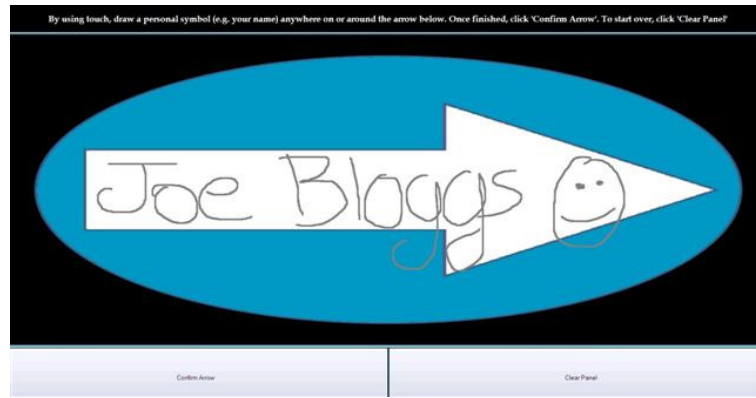 By using touch, draw a personal symbol (e.g. your name) anywhere on or around the arrow below. Once finished, click 'Confirm Arrow'. To start over, click 'Clear Panel'
Joe Bloggs
Confirm Arrow
Clear Panel